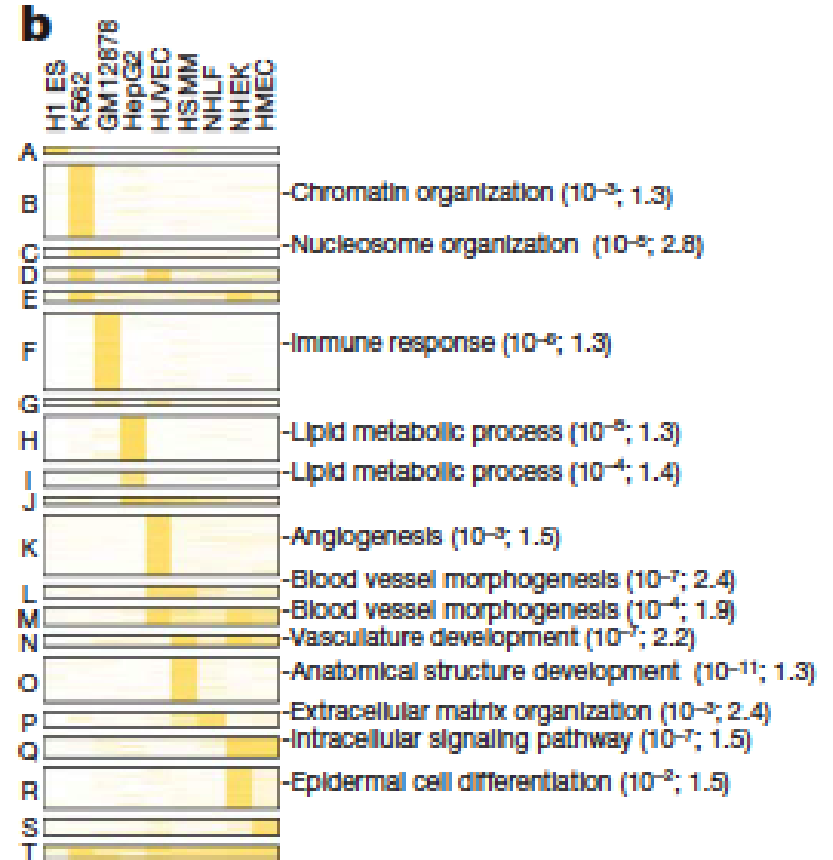 b
H1 ES
K562
GM12878
HepG2
HUVEC
HSMM
NHLF
NHEK
HMEC
A
B -Chromatin organization (10⁻³; 1.3)
C -Nucleosome organization (10⁻⁶; 2.8)
D
E
F -Immune response (10⁻⁶; 1.3)
G
H -Lipid metabolic process (10⁻⁶; 1.3)
I -Lipid metabolic process (10⁻⁴; 1.4)
J
K -Angiogenesis (10⁻³; 1.5)
L -Blood vessel morphogenesis (10⁻⁷; 2.4)
M -Blood vessel morphogenesis (10⁻⁴; 1.9)
N -Vasculature development (10⁻⁷; 2.2)
O -Anatomical structure development (10⁻¹¹; 1.3)
P -Extracellular matrix organization (10⁻³; 2.4)
Q -Intracellular signaling pathway (10⁻⁷; 1.5)
R -Epidermal cell differentiation (10⁻²; 1.5)
S
T